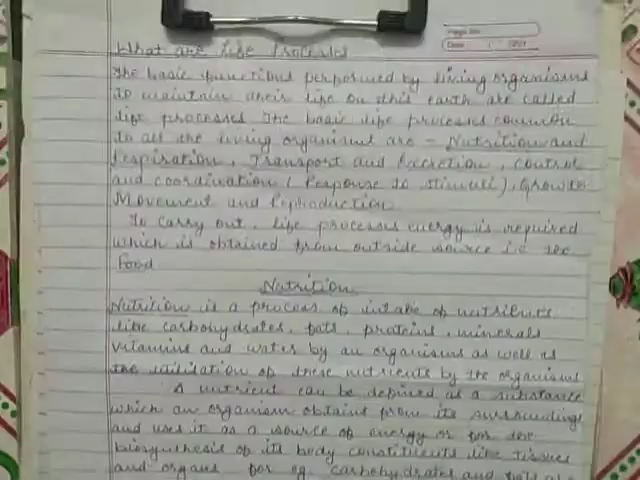 Page No.
Date
What are Life Processes
The basic functions performed by living organisms
to maintain their life on this earth are called
life processes The basic life processes common
to all the living organisms are - Nutrition and
respiration, Transport and Excretion, control
and coordination (Response to stimuli), Growth
Movement and Reproduction
To carry out, life processes energy is required
which is obtained from outside source i.e the
Food
Nutrition
Nutrition is a process of intake of nutrients
like carbohydrates, fats, proteins, minerals
vitamins and water by an organisms as well as
the utilisation of these nutrients by the organisms
A nutrient can be defined as a substance
which an organism obtains from its surroundings
and uses it as a source of energy or for the
biosynthesis of its body constituents like tissues
and organs for eg. carbohydrates and fats